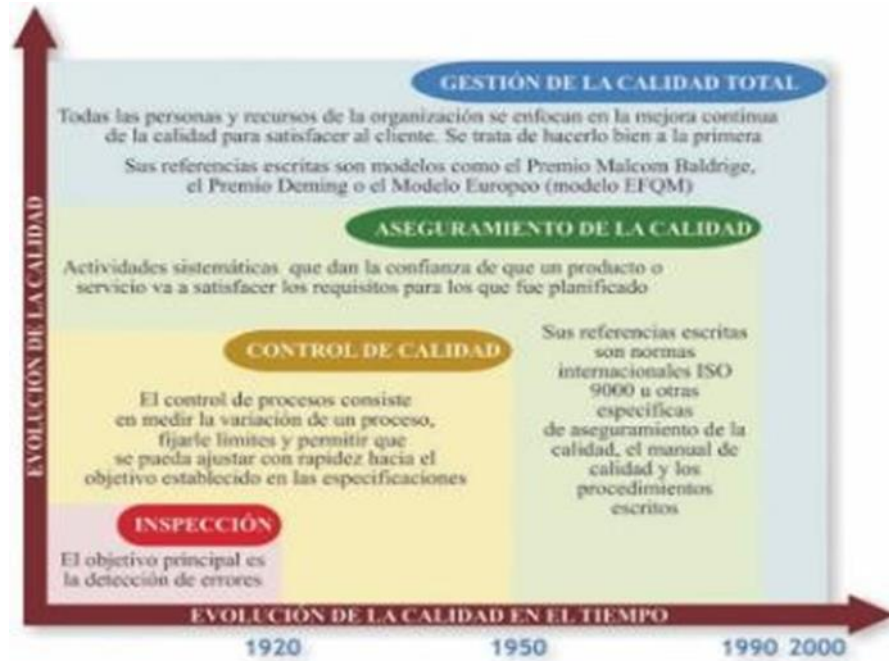 GESTIÓN DE LA CALIDAD TOTAL
Todas las personas y recursos de la organización se enfocan en la mejora continua
de la calidad para satisfacer al cliente. Se trata de hacerlo bien a la primera
Sus referencias escritas son modelos como el Premio Malcom Baldrige,
el Premio Deming o el Modelo Europeo (modelo EFQM)
ASEGURAMIENTO DE LA CALIDAD
Actividades sistemáticas que dan la confianza de que un producto o
servicio va a satisfacer los requisitos para los que fue planificado
Sus referencias escritas
son normas
internacionales ISO
9000 u otras
específicas
de aseguramiento de la
calidad, el manual de
calidad y los
procedimientos
escritos
CONTROL DE CALIDAD
El control de procesos consiste
en medir la variación de un proceso,
fijarle límites y permitir que
se pueda ajustar con rapidez hacia el
objetivo establecido en las especificaciones
INSPECCIÓN
El objetivo principal es
la detección de errores
EVOLUCIÓN DE LA CALIDAD
EVOLUCIÓN DE LA CALIDAD EN EL TIEMPO
1920 1950 1990 2000